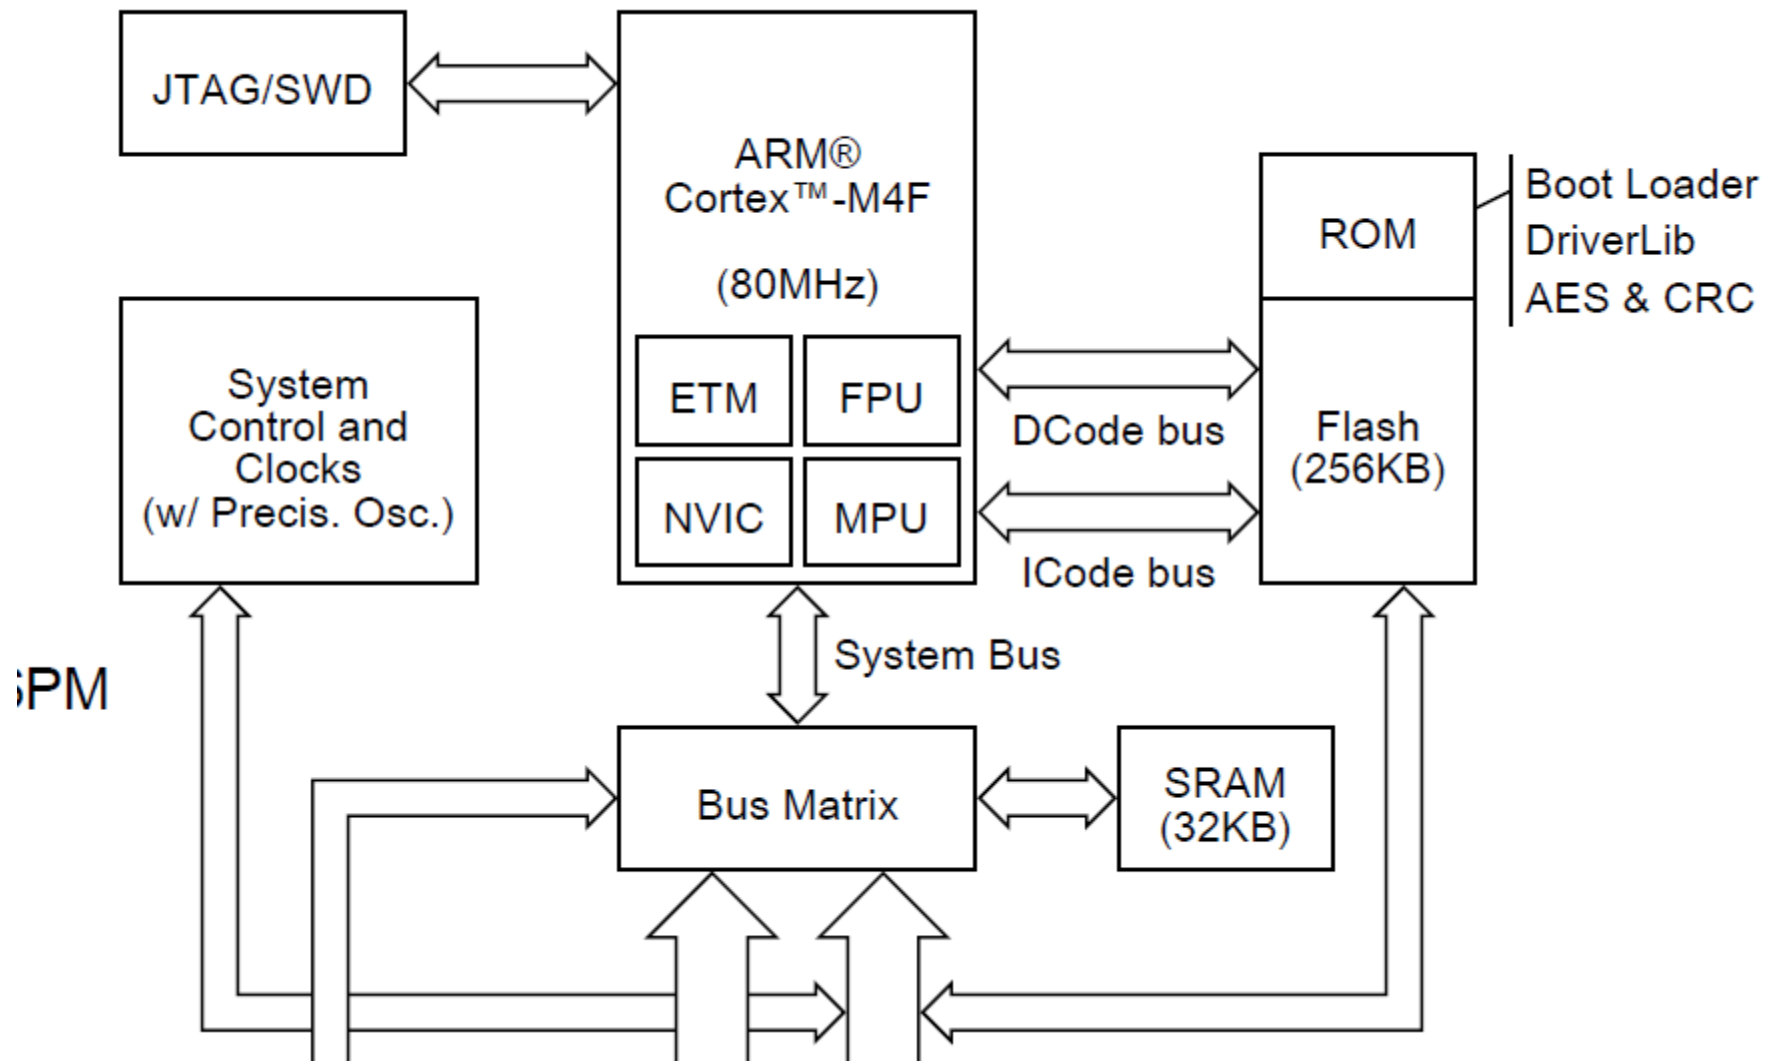 JTAG/SWD
ARM®
Cortex™-M4F
(80MHz)
ETM
FPU
NVIC
MPU
ROM
Boot Loader
DriverLib
AES & CRC
System
Control and
Clocks
(w/ Precis. Osc.)
DCode bus
Flash
(256KB)
ICode bus
System Bus
Bus Matrix
SRAM
(32KB)